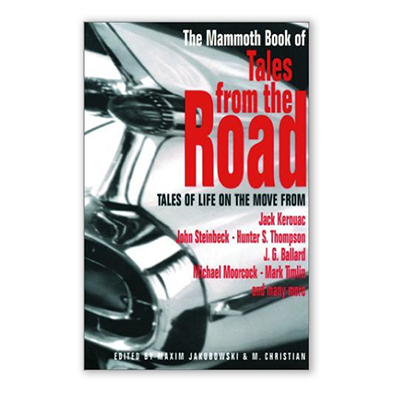 The Mammoth Book of
Tales
from the
Road
TALES OF LIFE ON THE MOVE FROM
Jack Kerouac
John Steinbeck - Hunter S. Thompson
J. G. Ballard
Michael Moorcock - Mark Timlin
and many more
EDITED BY MAXIM JAKUBOWSKI & M. CHRISTIAN